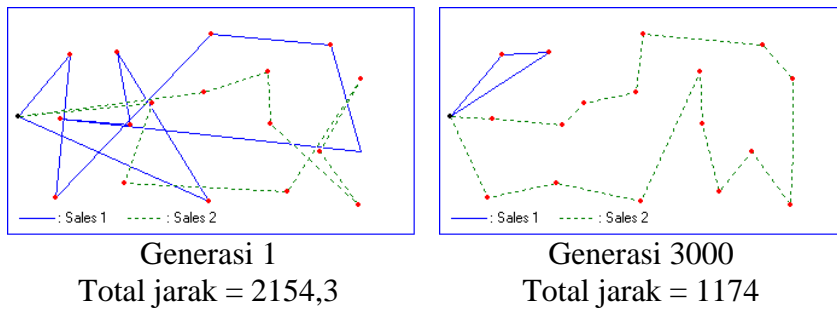 : Sales 1 : Sales 2
: Sales 1 : Sales 2
Generasi 1
Total jarak = 2154,3
Generasi 3000
Total jarak = 1174